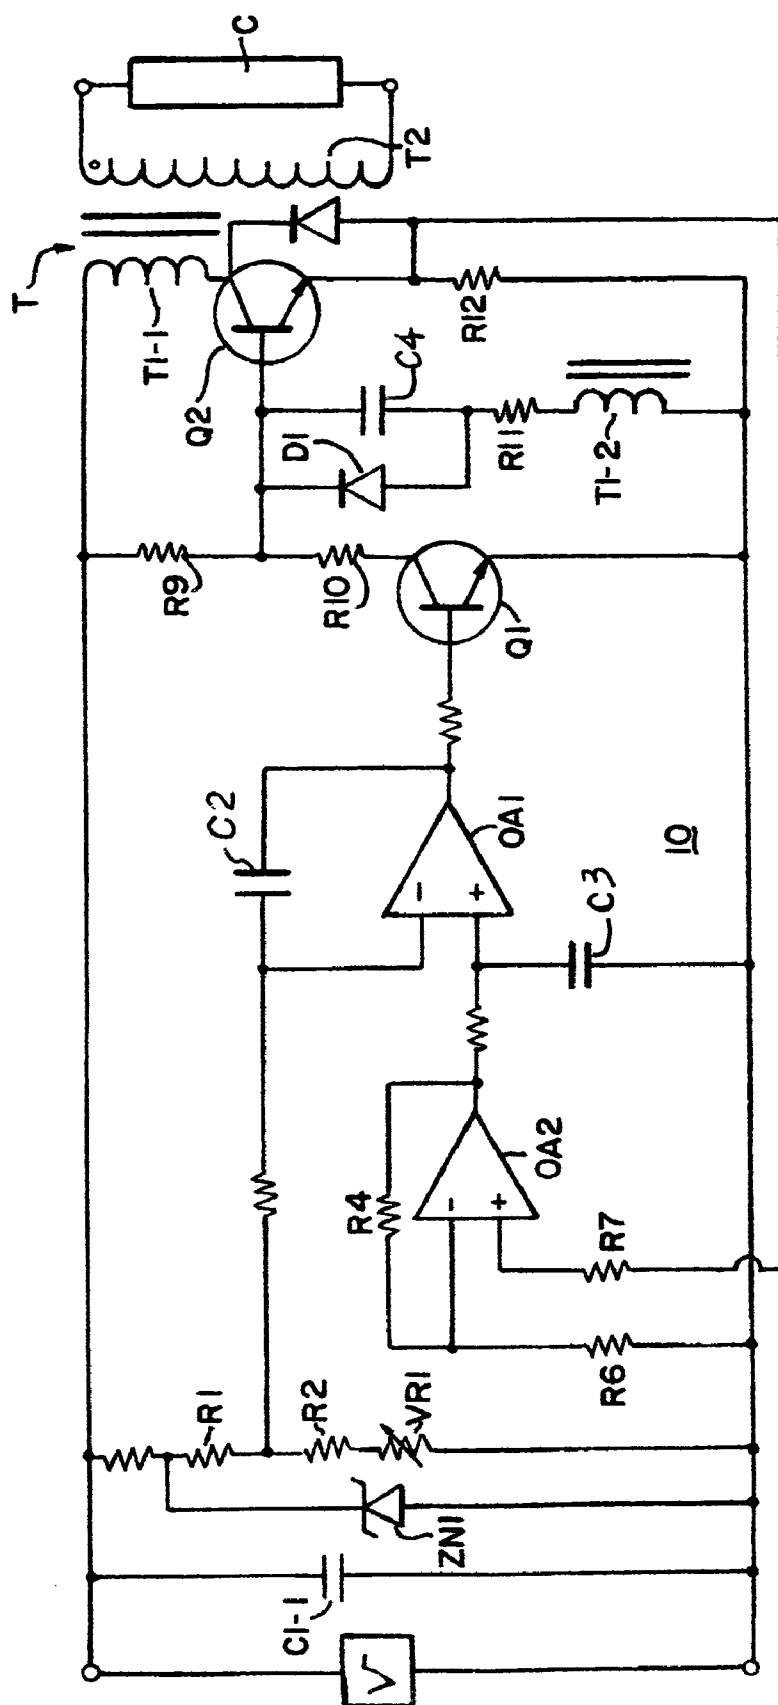 V
C1-1
ZN1
R1
R2
VR1
R6
R7
R4
OA2
-
+
C3
C2
OA1
-
+
10
Q1
R10
R9
D1
C4
R11
T1-2
Q2
R12
T1-1
T
T2
C